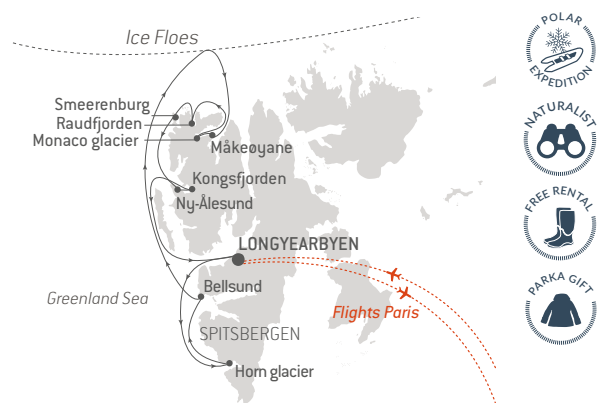 Ice Floes
Smeerenburg
Raudfjorden
Monaco glacier
Måkeøyane
Kongsfjorden
Ny-Ålesund
LONGYEARBYEN
Bellsund
Greenland Sea
Flights Paris
SPITSBERGEN
Horn glacier
POLAR
EXPEDITION
NATURALIST
FREE RENTAL
PARKA GIFT